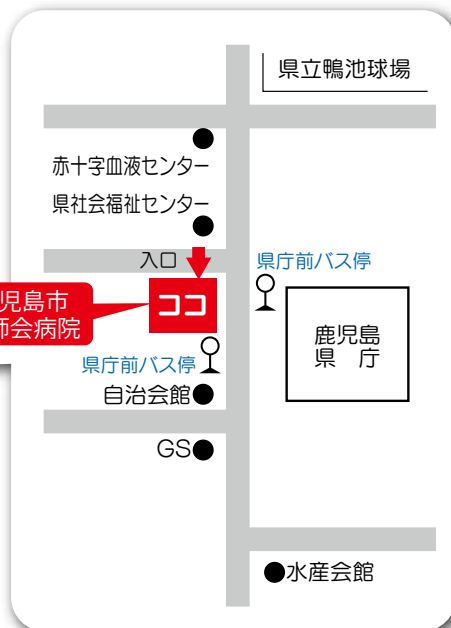 県立鴨池球場
赤十字血液センター
県社会福祉センター
入口
県庁前バス停
ココ
児島市
師会病院
鹿児島
県 庁
県庁前バス停
自治会館
GS
水産会館